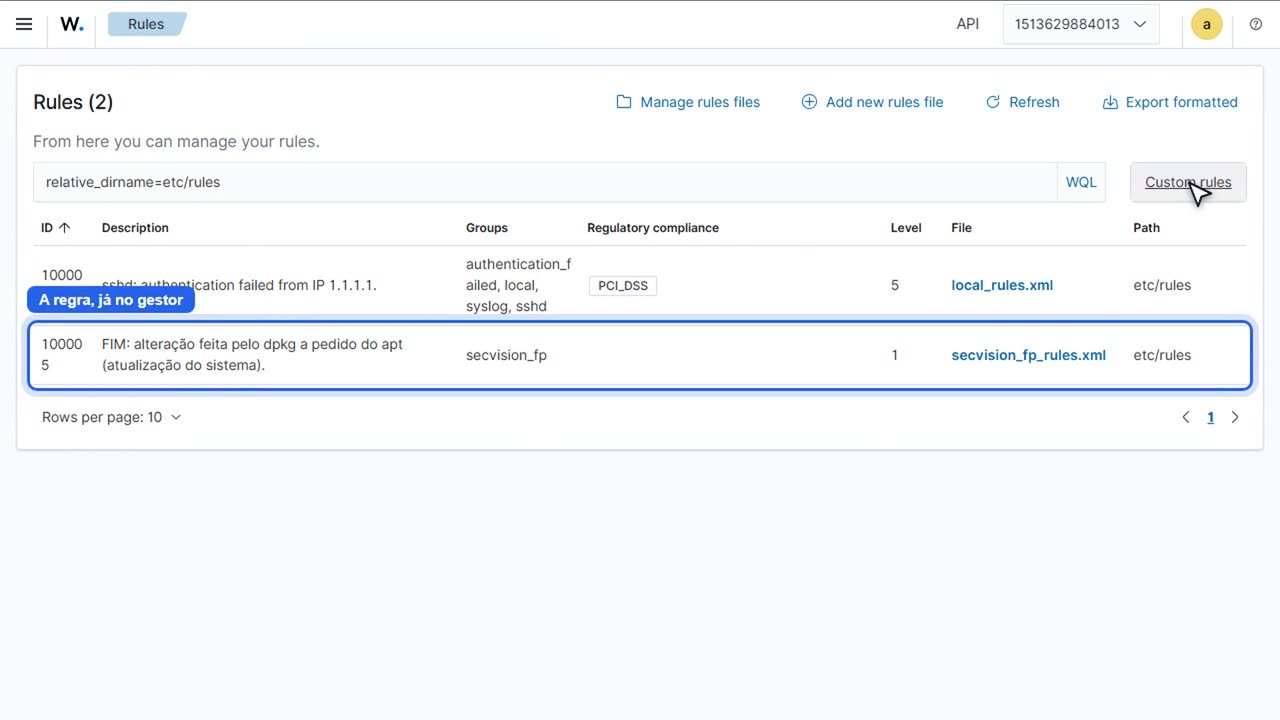 W. Rules API 1513629884013 a
Rules (2) Manage rules files Add new rules file Refresh Export formatted
From here you can manage your rules.
relative_dirname=etc/rules WQL Custom rules
ID Description Groups Regulatory compliance Level File Path
10000 sshd: authentication failed from IP 1.1.1.1. authentication_f
ailed, local,
syslog, sshd PCI_DSS 5 local_rules.xml etc/rules
A regra, já no gestor
10000
5 FIM: alteração feita pelo dpkg a pedido do apt
(atualização do sistema). secvision_fp 1 secvision_fp_rules.xml etc/rules
Rows per page: 10 1